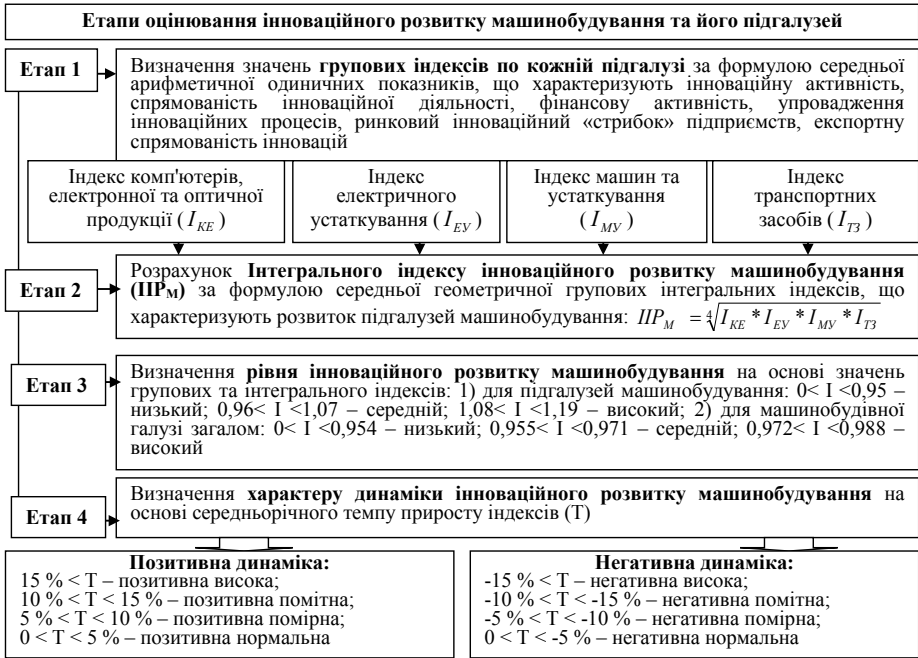 Етапи оцінювання інноваційного розвитку машинобудування та його підгалузей
Етап 1
Визначення значень групових індексів по кожній підгалузі за формулою середньої
арифметичної одиничних показників, що характеризують інноваційну активність,
спрямованість інноваційної діяльності, фінансову активність, упровадження
інноваційних процесів, ринковий інноваційний «стрибок» підприємств, експортну
спрямованість інновацій
Індекс комп'ютерів,
електронної та оптичної
продукції ( I_KE )
Індекс
електричного
устаткування ( I_ЕУ )
Індекс машин та
устаткування
( I_МУ )
Індекс
транспортних
засобів ( I_ТЗ )
Етап 2
Розрахунок Інтегрального індексу інноваційного розвитку машинобудування
(ІІРМ) за формулою середньої геометричної групових інтегральних індексів, що
характеризують розвиток підгалузей машинобудування: ІІР_М = ∜(I_KE * I_ЕУ * I_МУ * I_ТЗ)
Етап 3
Визначення рівня інноваційного розвитку машинобудування на основі значень
групових та інтегрального індексів: 1) для підгалузей машинобудування: 0< I <0,95 –
низький; 0,96< I <1,07 – середній; 1,08< I <1,19 – високий; 2) для машинобудівної
галузі загалом: 0< I <0,954 – низький; 0,955< I <0,971 – середній; 0,972< I <0,988 –
високий
Етап 4
Визначення характеру динаміки інноваційного розвитку машинобудування на
основі середньорічного темпу приросту індексів (Т)
Позитивна динаміка:
15 % < Т – позитивна висока;
10 % < Т < 15 % – позитивна помітна;
5 % < Т < 10 % – позитивна помірна;
0 < Т < 5 % – позитивна нормальна
Негативна динаміка:
-15 % < Т – негативна висока;
-10 % < Т < -15 % – негативна помітна;
-5 % < Т < -10 % – негативна помірна;
0 < Т < -5 % – негативна нормальна